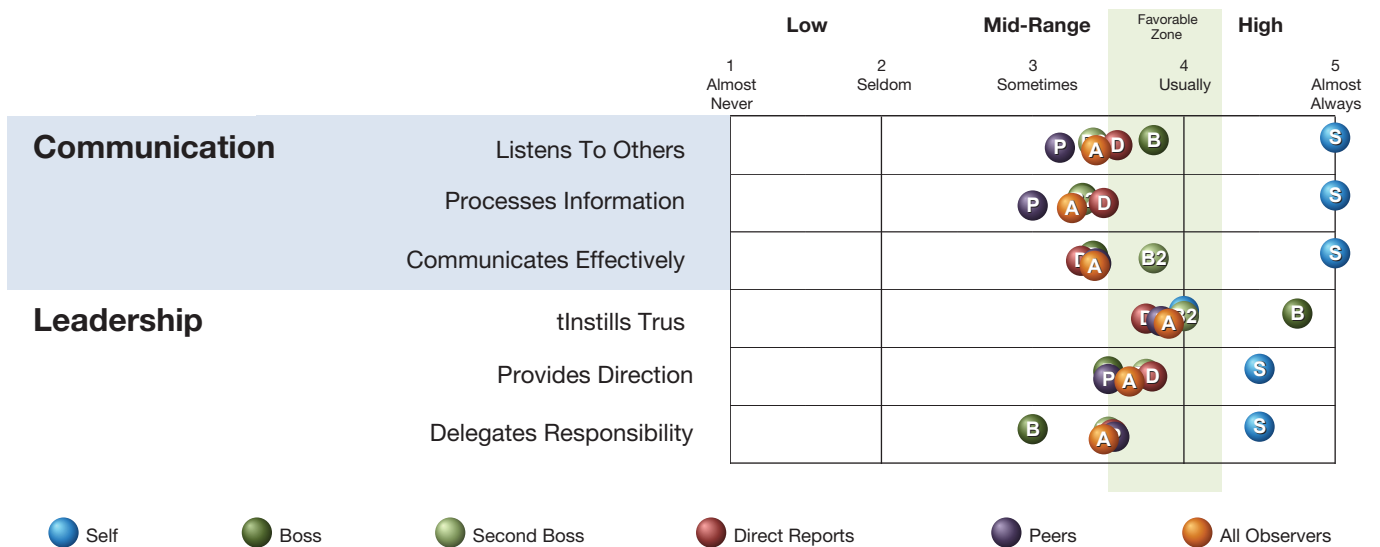 Low Mid-Range Favorable Zone High
1 2 3 4 5
Almost Never Seldom Sometimes Usually Almost Always
Communication
Listens To Others P A D B S
Processes Information P A D S
Communicates Effectively A B2 S
Leadership
tInstills Trus A B2 B S
Provides Direction P A D S
Delegates Responsibility B A S
Self Boss Second Boss Direct Reports Peers All Observers